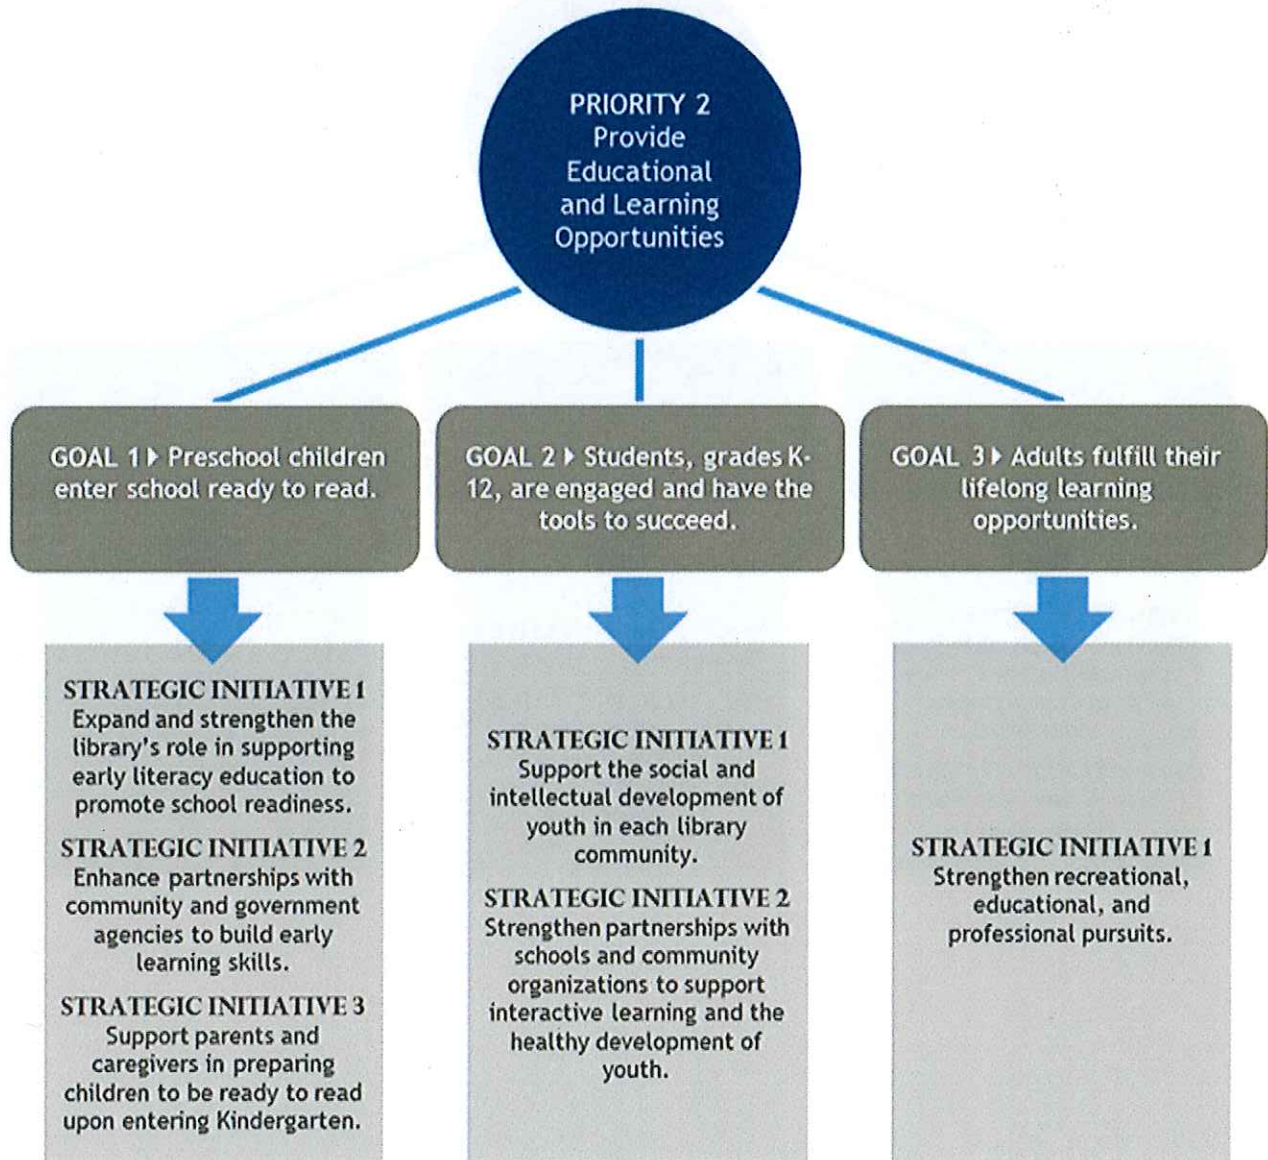 PRIORITY 2
Provide
Educational
and Learning
Opportunities
GOAL 1▶ Preschool children
enter school ready to read.
GOAL 2▶ Students, grades K-
12, are engaged and have the
tools to succeed.
GOAL 3▶ Adults fulfill their
lifelong learning
opportunities.
STRATEGIC INITIATIVE 1
Expand and strengthen the
library's role in supporting
early literacy education to
promote school readiness.
STRATEGIC INITIATIVE 2
Enhance partnerships with
community and government
agencies to build early
learning skills.
STRATEGIC INITIATIVE 3
Support parents and
caregivers in preparing
children to be ready to read
upon entering Kindergarten.
STRATEGIC INITIATIVE 1
Support the social and
intellectual development of
youth in each library
community.
STRATEGIC INITIATIVE 2
Strengthen partnerships with
schools and community
organizations to support
interactive learning and the
healthy development of
youth.
STRATEGIC INITIATIVE 1
Strengthen recreational,
educational, and
professional pursuits.